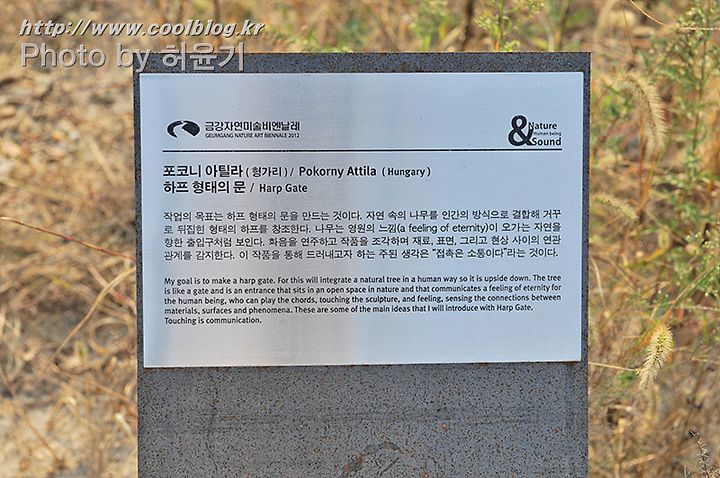 http://www.coolblog.kr
Photo by 허윤기
금강자연미술비엔날레
GEUMGANG NATURE ART BIENNALE 2012
& Nature
Human being
Sound
포코니 아틸라 ( 헝가리 ) / Pokorny Attila ( Hungary )
하프 형태의 문 / Harp Gate
작업의 목표는 하프 형태의 문을 만드는 것이다. 자연 속의 나무를 인간의 방식으로 결합해 거꾸
로 뒤집힌 형태의 하프를 창조한다. 나무는 영원의 느낌(a feeling of eternity)이 오가는 자연을
향한 출입구처럼 보인다. 화음을 연주하고 작품을 조각하며 재료, 표면, 그리고 현상 사이의 연관
관계를 감지한다. 이 작품을 통해 드러내고자 하는 주된 생각은 "접촉은 소통이다"라는 것이다.
My goal is to make a harp gate. For this will integrate a natural tree in a human way so it is upside down. The tree
is like a gate and is an entrance that sits in an open space in nature and that communicates a feeling of eternity for
the human being, who can play the chords, touching the sculpture, and feeling, sensing the connections between
materials, surfaces and phenomena. These are some of the main ideas that I will introduce with Harp Gate.
Touching is communication.